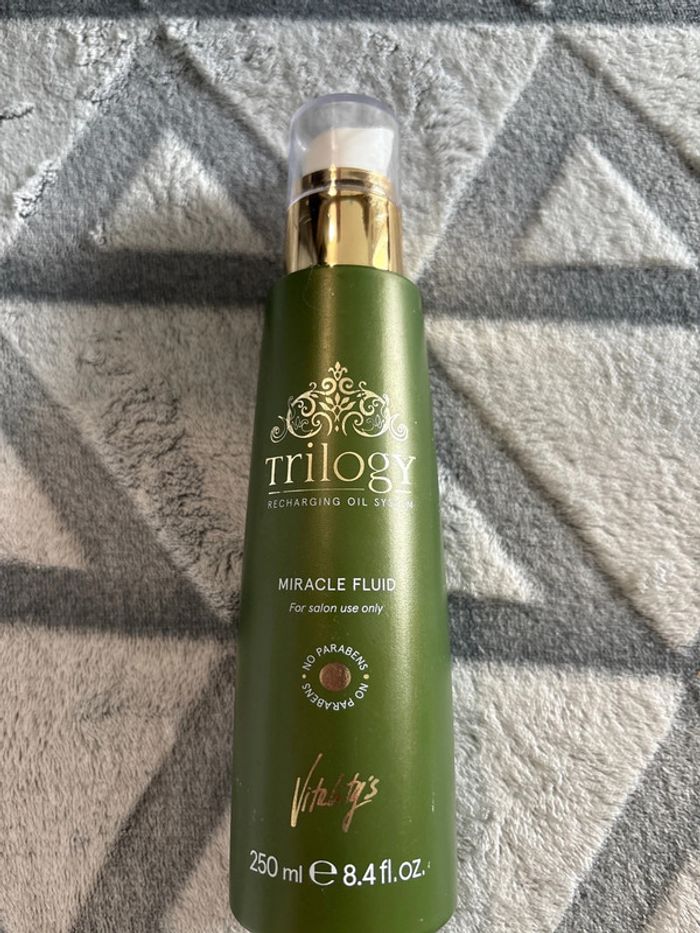 Trilogy
RECHARGING OIL SYSTEM
MIRACLE FLUID
For salon use only
NO PARABENS • NO PARABENS •
Vitality's
250 ml ℮ 8.4 fl.oz.